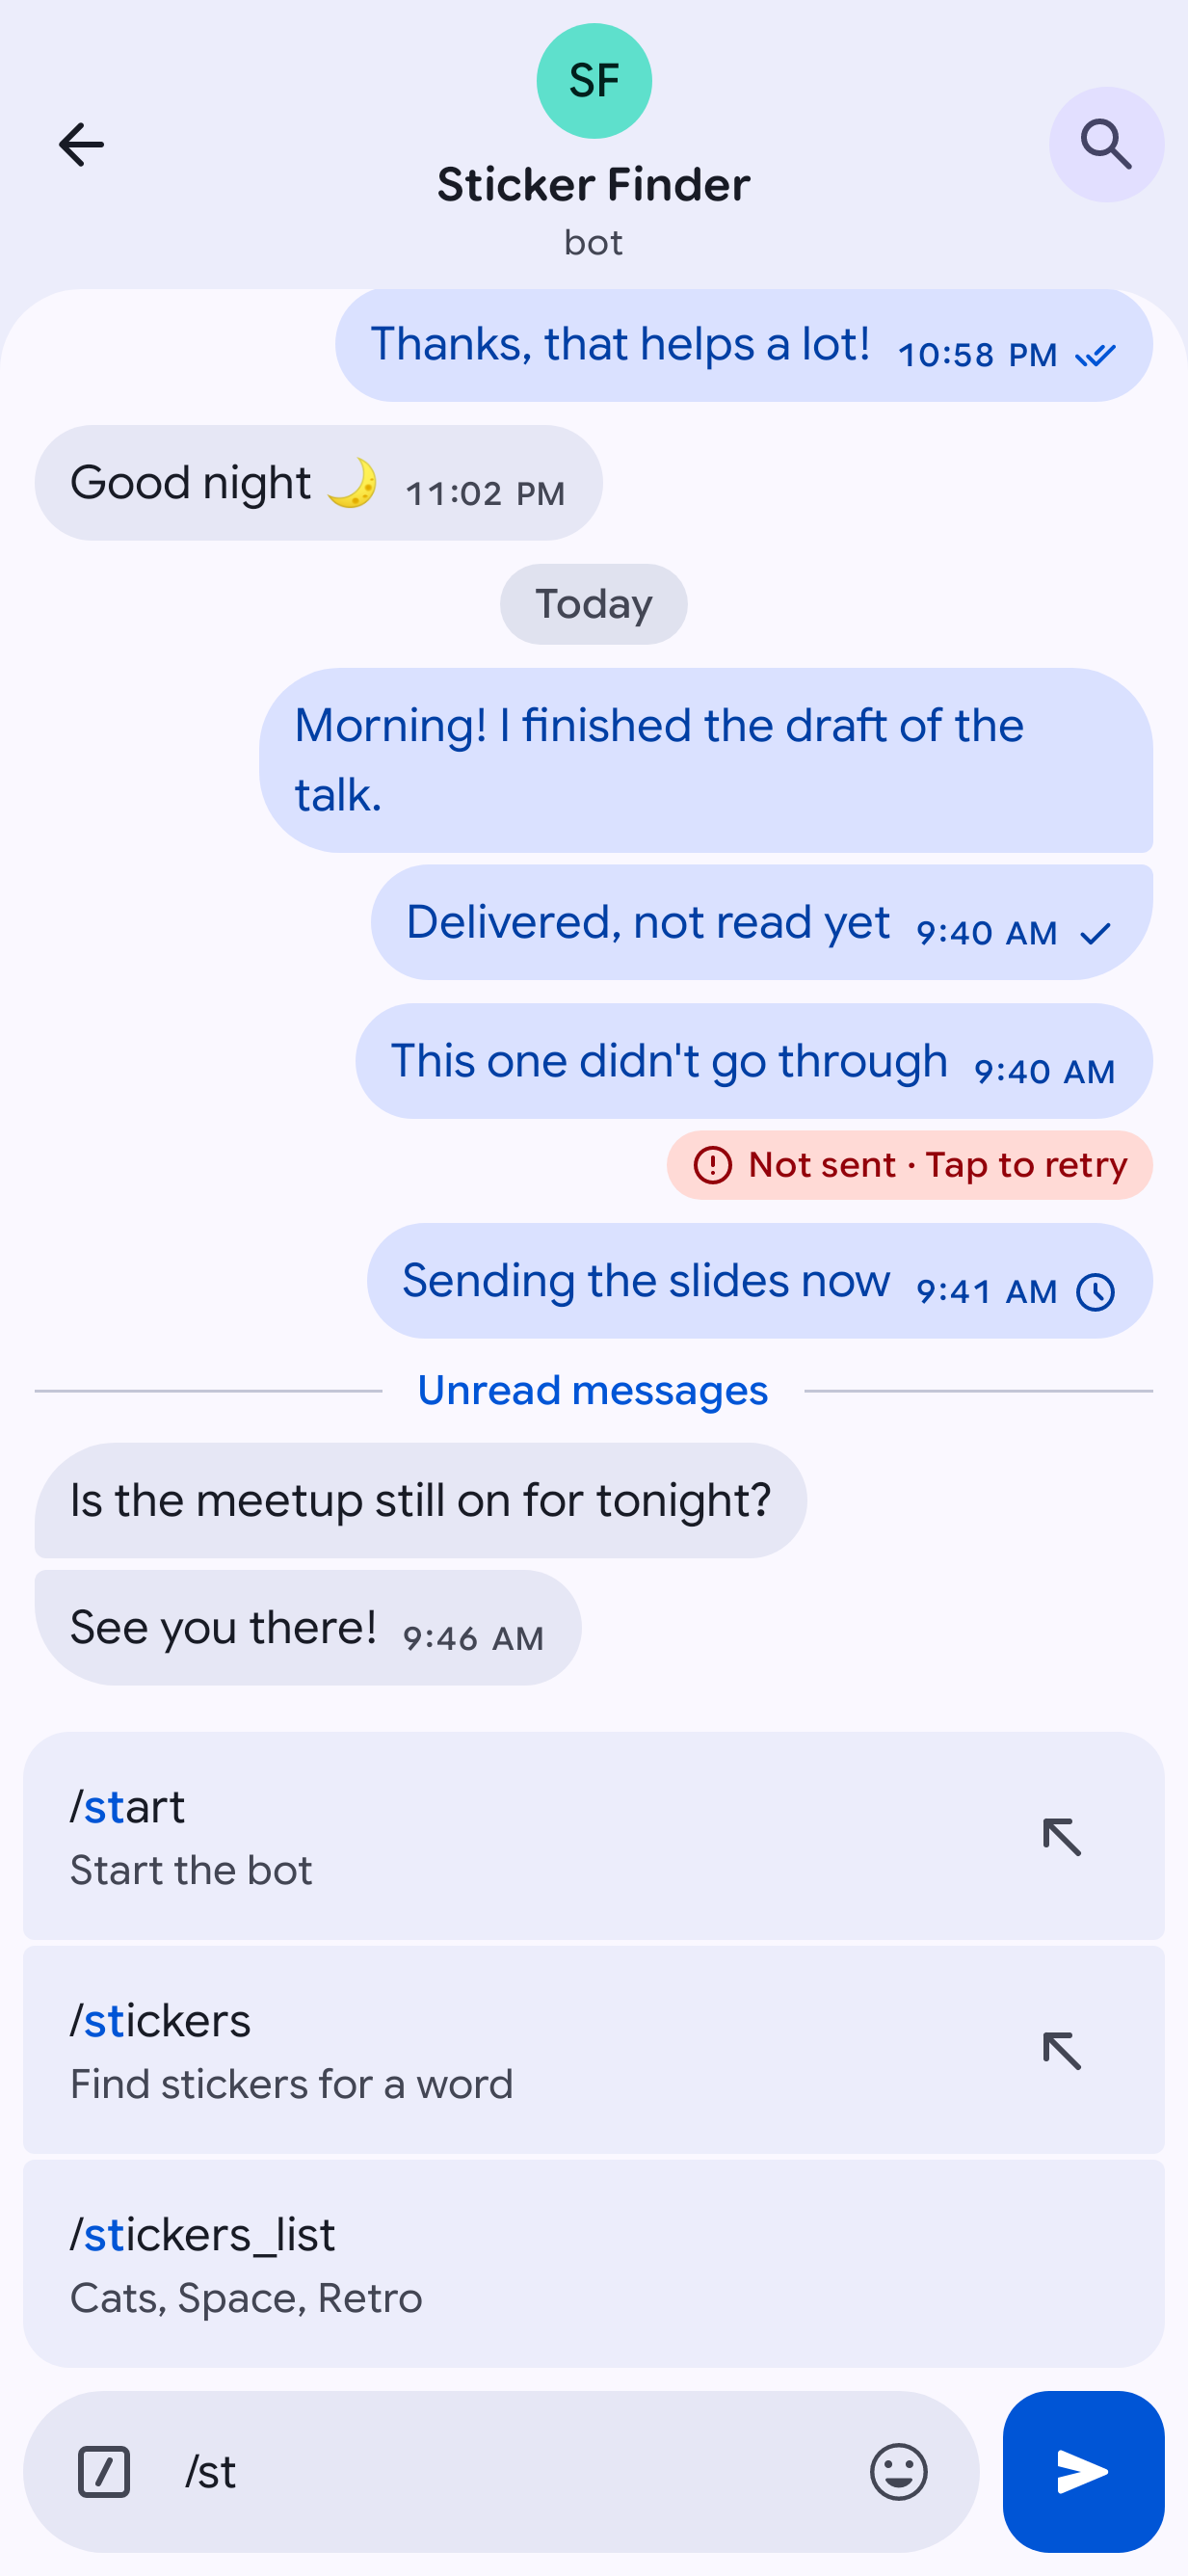 SF
Sticker Finder
bot
Thanks, that helps a lot! 10:58 PM
Good night 🌙 11:02 PM
Today
Morning! I finished the draft of the
talk.
Delivered, not read yet 9:40 AM
This one didn't go through 9:40 AM
Not sent · Tap to retry
Sending the slides now 9:41 AM
Unread messages
Is the meetup still on for tonight?
See you there! 9:46 AM
/start
Start the bot
/stickers
Find stickers for a word
/stickers_list
Cats, Space, Retro
/st